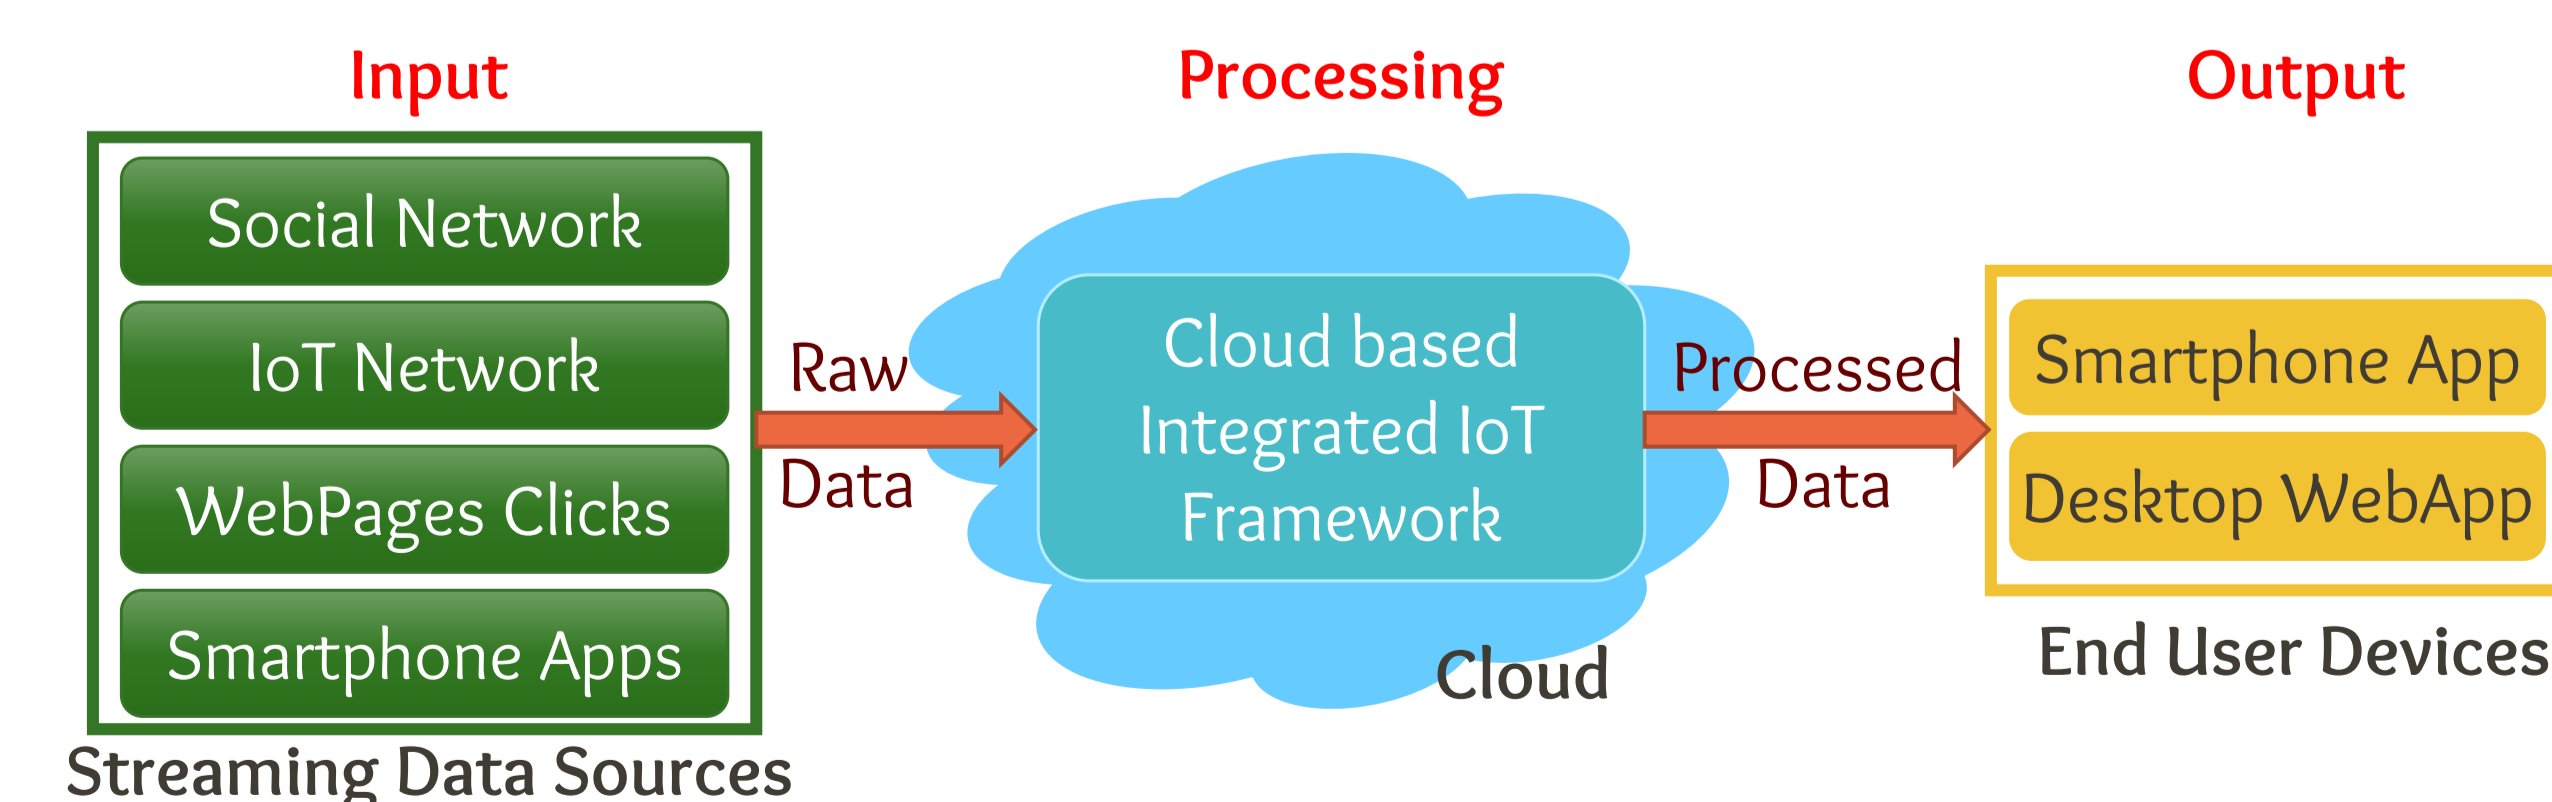 Input
Processing
Output
Social Network
IoT Network
WebPages Clicks
Smartphone Apps
Streaming Data Sources
Raw
Data
Cloud based
Integrated IoT
Framework
Cloud
Processed
Data
Smartphone App
Desktop WebApp
End User Devices